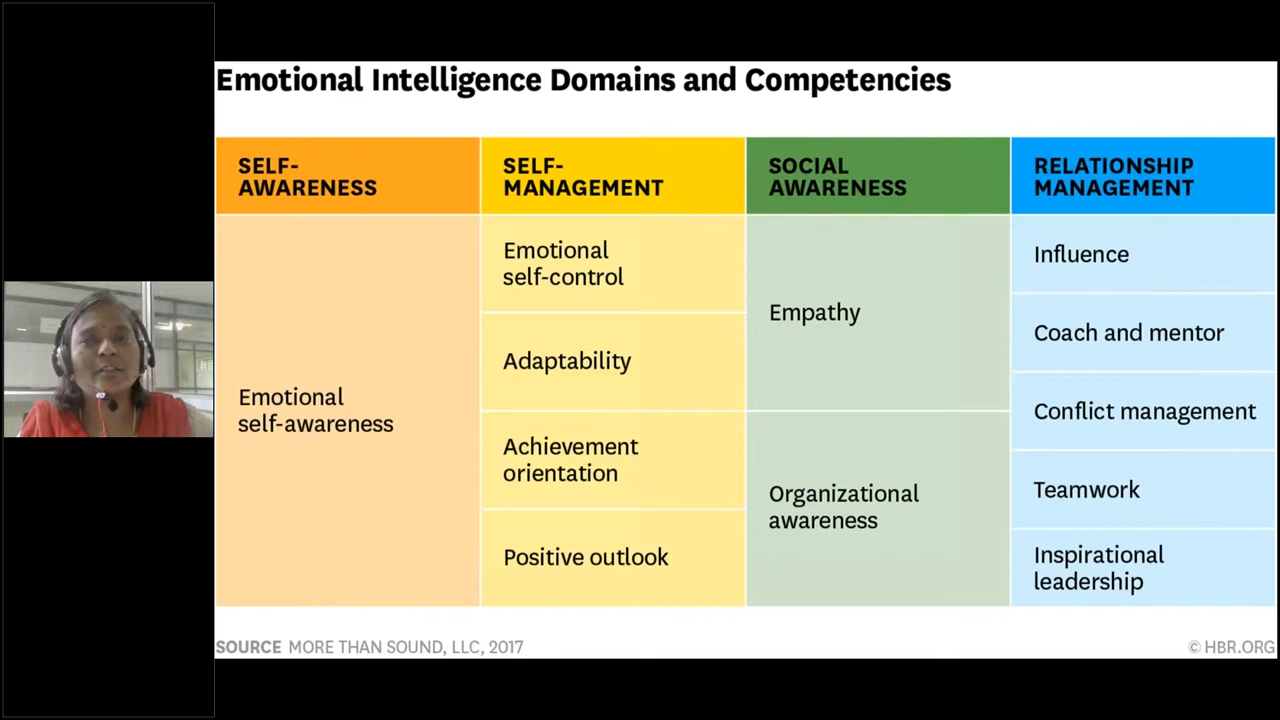 Emotional Intelligence Domains and Competencies
SELF-
AWARENESS
Emotional
self-awareness
SELF-
MANAGEMENT
Emotional
self-control
Adaptability
Achievement
orientation
Positive outlook
SOCIAL
AWARENESS
Empathy
Organizational
awareness
RELATIONSHIP
MANAGEMENT
Influence
Coach and mentor
Conflict management
Teamwork
Inspirational
leadership
SOURCE MORE THAN SOUND, LLC, 2017
© HBR.ORG